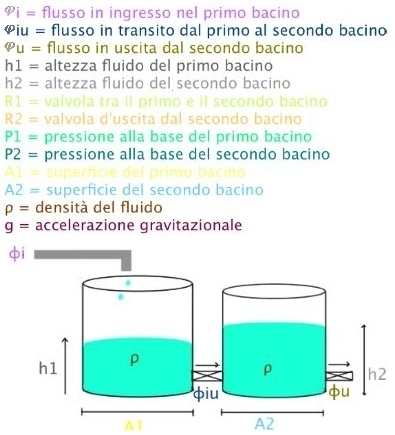 φi = flusso in ingresso nel primo bacino
φiu = flusso in transito dal primo al secondo bacino
φu = flusso in uscita dal secondo bacino
h1 = altezza fluido del primo bacino
h2 = altezza fluido del secondo bacino
R1 = valvola tra il primo e il secondo bacino
R2 = valvola d'uscita dal secondo bacino
P1 = pressione alla base del primo bacino
P2 = pressione alla base del secondo bacino
A1 = superficie del primo bacino
A2 = superficie del secondo bacino
ρ = densità del fluido
g = accelerazione gravitazionale
ϕi
h1
ρ
ρ
h2
ϕiu
ϕu
A1
A2